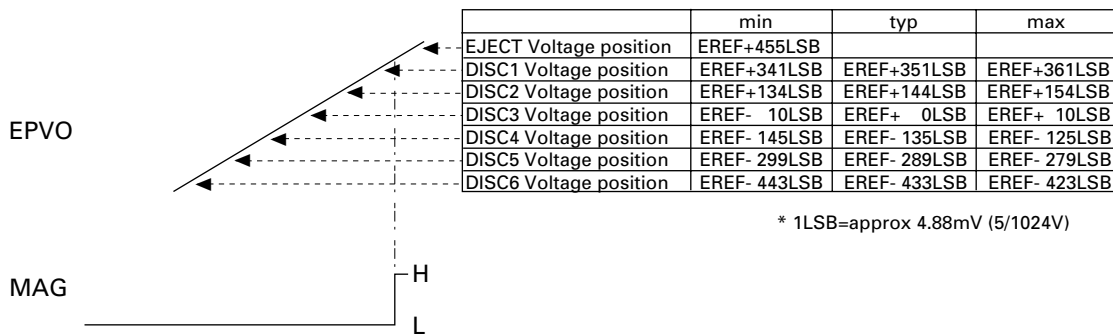 min typ max
EJECT Voltage position EREF+455LSB
DISC1 Voltage position EREF+341LSB EREF+351LSB EREF+361LSB
DISC2 Voltage position EREF+134LSB EREF+144LSB EREF+154LSB
DISC3 Voltage position EREF- 10LSB EREF+ 0LSB EREF+ 10LSB
DISC4 Voltage position EREF- 145LSB EREF- 135LSB EREF- 125LSB
DISC5 Voltage position EREF- 299LSB EREF- 289LSB EREF- 279LSB
DISC6 Voltage position EREF- 443LSB EREF- 433LSB EREF- 423LSB
EPVO
* 1LSB=approx 4.88mV (5/1024V)
H
MAG
L